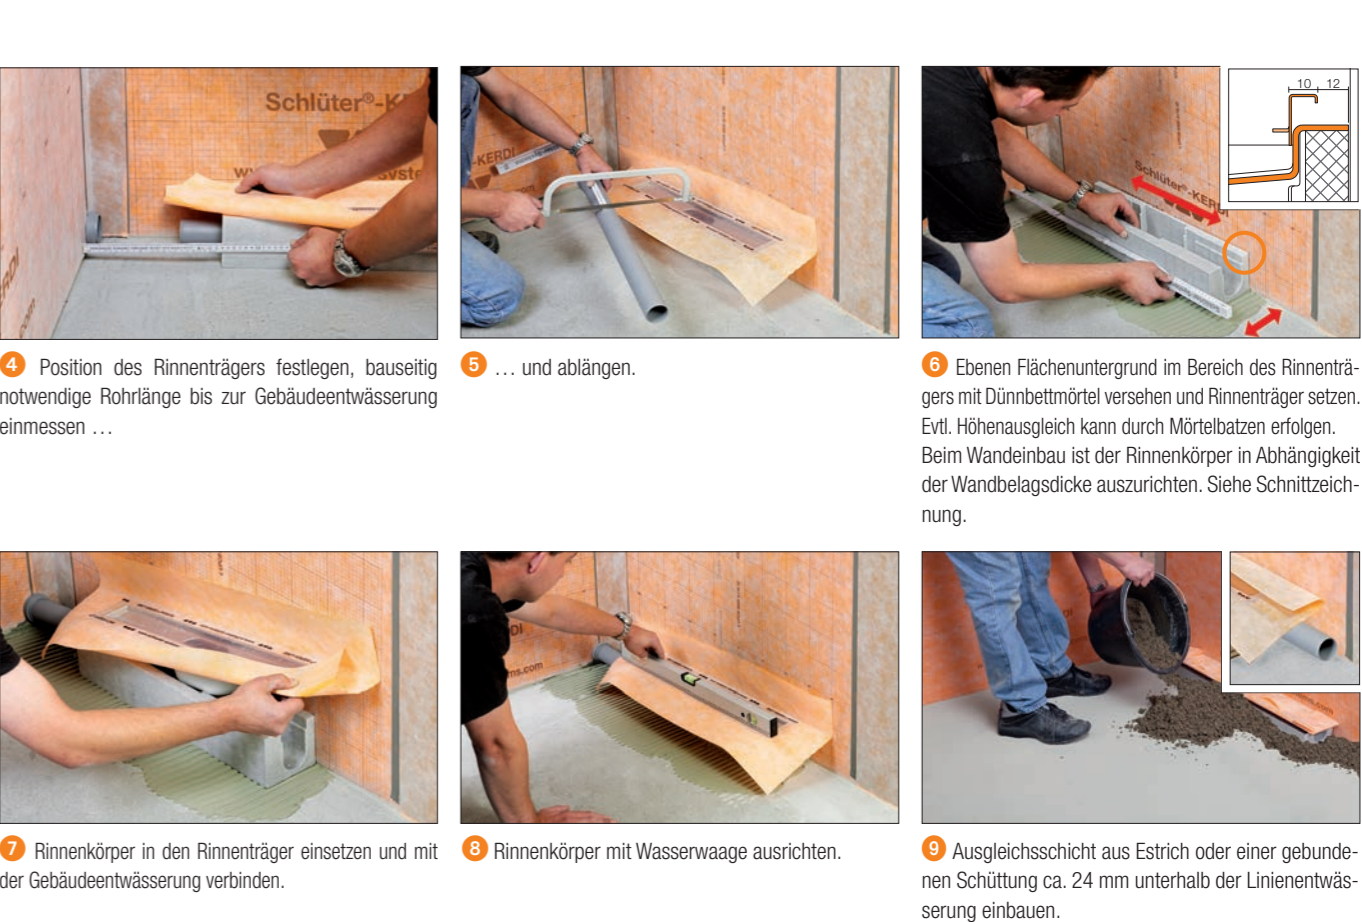 Schlüter®-K
syste
-KERDI
Schlüter®-KERDI
10 12
4 Position des Rinnenträgers festlegen, bauseitig
notwendige Rohrlänge bis zur Gebäudeentwässerung
einmessen …
5 … und ablängen.
6 Ebenen Flächenuntergrund im Bereich des Rinnenträ-
gers mit Dünnbettmörtel versehen und Rinnenträger setzen.
Evtl. Höhenausgleich kann durch Mörtelbatzen erfolgen.
Beim Wandeinbau ist der Rinnenkörper in Abhängigkeit
der Wandbelagsdicke auszurichten. Siehe Schnittzeich-
nung.
ms.com
7 Rinnenkörper in den Rinnenträger einsetzen und mit
der Gebäudeentwässerung verbinden.
8 Rinnenkörper mit Wasserwaage ausrichten.
9 Ausgleichsschicht aus Estrich oder einer gebunde-
nen Schüttung ca. 24 mm unterhalb der Linienentwäs-
serung einbauen.